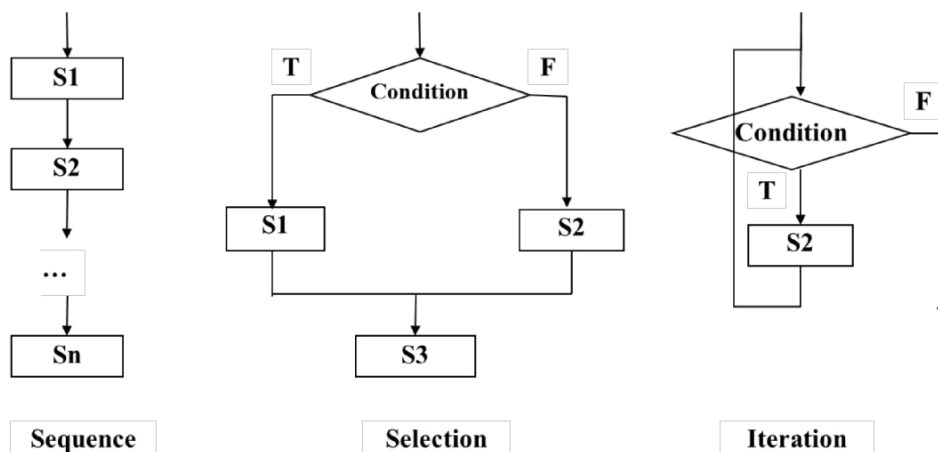 S1
S2
...
Sn
Sequence
T
F
Condition
S1
S2
S3
Selection
F
Condition
T
S2
Iteration